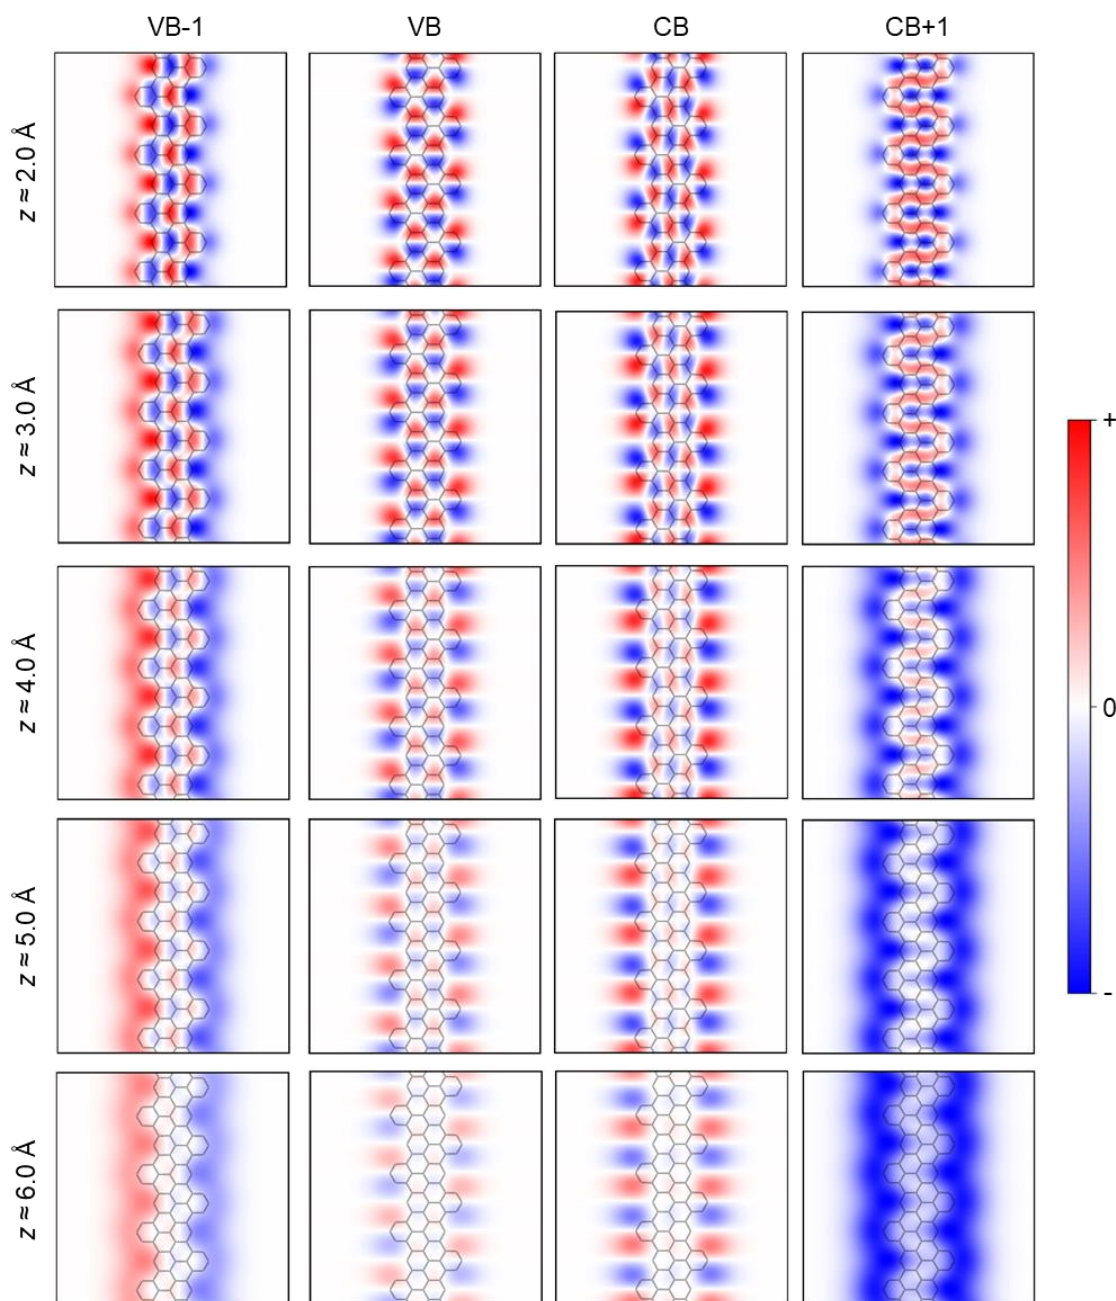 VB-1 VB CB CB+1
z ≈ 2.0 Å
z ≈ 3.0 Å
z ≈ 4.0 Å
z ≈ 5.0 Å
z ≈ 6.0 Å
+
0
-